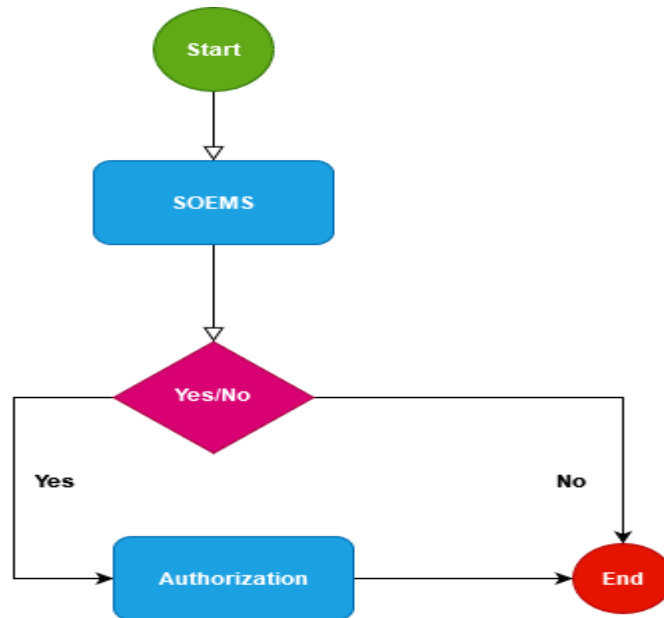 Start
SOEMS
Yes/No
Yes
No
Authorization
End